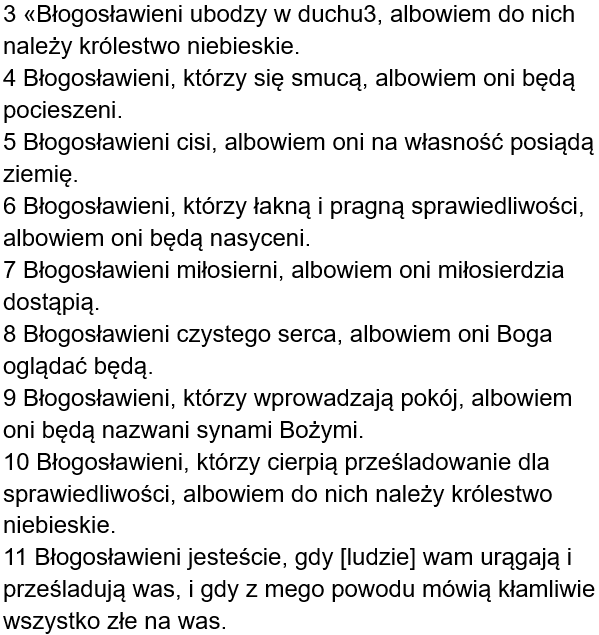 3 «Błogosławieni ubodzy w duchu3, albowiem do nich
należy królestwo niebieskie.
4 Błogosławieni, którzy się smucą, albowiem oni będą
pocieszeni.
5 Błogosławieni cisi, albowiem oni na własność posiądą
ziemię.
6 Błogosławieni, którzy łakną i pragną sprawiedliwości,
albowiem oni będą nasyceni.
7 Błogosławieni miłosierni, albowiem oni miłosierdzia
dostąpią.
8 Błogosławieni czystego serca, albowiem oni Boga
oglądać będą.
9 Błogosławieni, którzy wprowadzają pokój, albowiem
oni będą nazwani synami Bożymi.
10 Błogosławieni, którzy cierpią prześladowanie dla
sprawiedliwości, albowiem do nich należy królestwo
niebieskie.
11 Błogosławieni jesteście, gdy [ludzie] wam urągają i
prześladują was, i gdy z mego powodu mówią kłamliwie
wszystko złe na was.